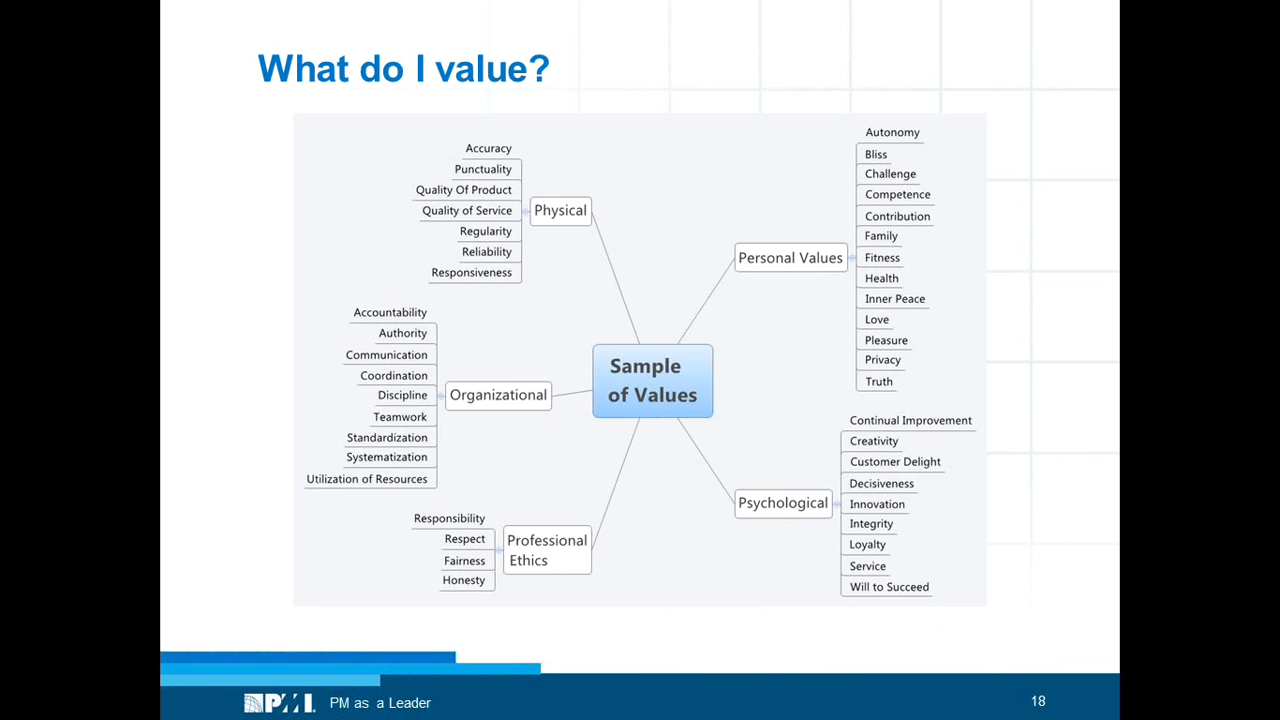 What do I value?
Accuracy
Punctuality
Quality Of Product
Quality of Service
Regularity
Reliability
Responsiveness
Physical
Accountability
Authority
Communication
Coordination
Discipline
Teamwork
Standardization
Systematization
Utilization of Resources
Organizational
Responsibility
Respect
Fairness
Honesty
Professional
Ethics
Sample
of Values
Personal Values
Autonomy
Bliss
Challenge
Competence
Contribution
Family
Fitness
Health
Inner Peace
Love
Pleasure
Privacy
Truth
Psychological
Continual Improvement
Creativity
Customer Delight
Decisiveness
Innovation
Integrity
Loyalty
Service
Will to Succeed
PMI PM as a Leader
18